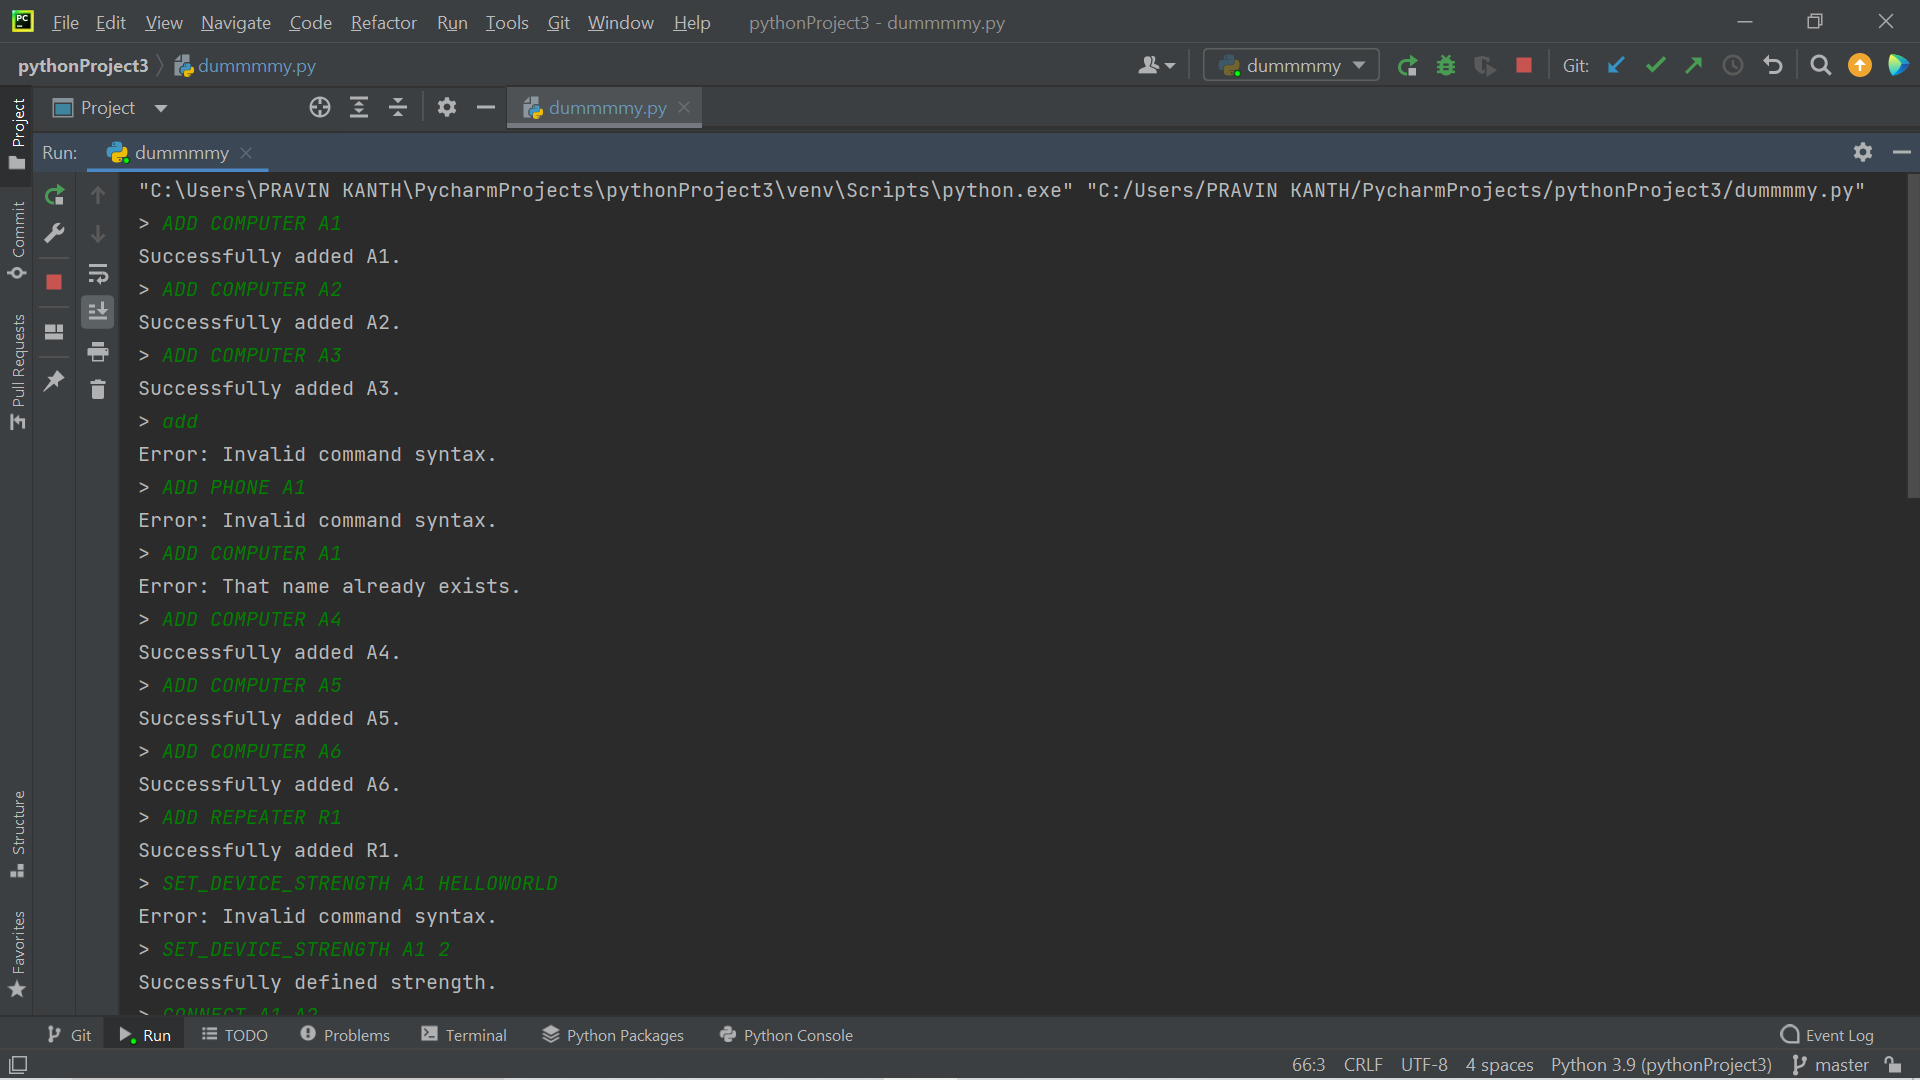 PC File Edit View Navigate Code Refactor Run Tools Git Window Help pythonProject3 - dummmmy.py
pythonProject3 dummmmy.py dummmmy Git:
Project dummmmy.py
Run: dummmmy
Project
Commit
Pull Requests
Structure
Favorites
"C:\Users\PRAVIN KANTH\PycharmProjects\pythonProject3\venv\Scripts\python.exe" "C:/Users/PRAVIN KANTH/PycharmProjects/pythonProject3/dummmmy.py"
> ADD COMPUTER A1
Successfully added A1.
> ADD COMPUTER A2
Successfully added A2.
> ADD COMPUTER A3
Successfully added A3.
> add
Error: Invalid command syntax.
> ADD PHONE A1
Error: Invalid command syntax.
> ADD COMPUTER A1
Error: That name already exists.
> ADD COMPUTER A4
Successfully added A4.
> ADD COMPUTER A5
Successfully added A5.
> ADD COMPUTER A6
Successfully added A6.
> ADD REPEATER R1
Successfully added R1.
> SET_DEVICE_STRENGTH A1 HELLOWORLD
Error: Invalid command syntax.
> SET_DEVICE_STRENGTH A1 2
Successfully defined strength.
> CONNECT A1 A2
Git Run TODO Problems Terminal Python Packages Python Console Event Log
66:3 CRLF UTF-8 4 spaces Python 3.9 (pythonProject3) master